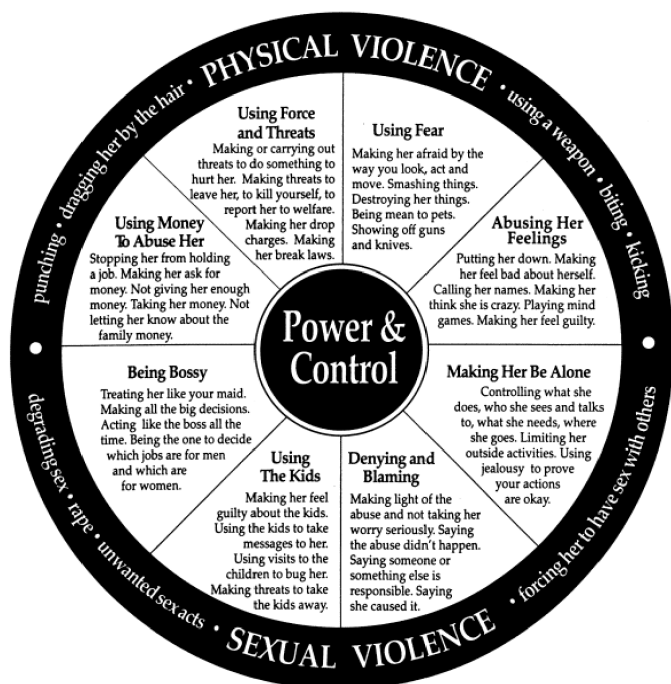 • PHYSICAL VIOLENCE •
punching • dragging her by the hair
using a weapon • biting • kicking
Using Force
and Threats
Making or carrying out
threats to do something to
hurt her. Making threats to
leave her, to kill yourself, to
report her to welfare.
Making her drop
charges. Making
her break laws.
Using Fear
Making her afraid by the
way you look, act and
move. Smashing things.
Destroying her things.
Being mean to pets.
Showing off guns
and knives.
Abusing Her
Feelings
Putting her down. Making
her feel bad about herself.
Calling her names. Making her
think she is crazy. Playing mind
games. Making her feel guilty.
Making Her Be Alone
Controlling what she
does, who she sees and talks
to, what she needs, where
she goes. Limiting her
outside activities. Using
jealousy to prove
your actions
are okay.
Denying and
Blaming
Making light of the
abuse and not taking her
worry seriously. Saying
the abuse didn't happen.
Saying someone or
something else is
responsible. Saying
she caused it.
Using
The Kids
Making her feel
guilty about the kids.
Using the kids to take
messages to her.
Using visits to the
children to bug her.
Making threats to take
the kids away.
Being Bossy
Treating her like your maid.
Making all the big decisions.
Acting like the boss all the
time. Being the one to decide
which jobs are for men
and which are
for women.
Using Money
To Abuse Her
Stopping her from holding
a job. Making her ask for
money. Not giving her enough
money. Taking her money. Not
letting her know about the
family money.
Power &
Control
degrading sex • rape • unwanted sex acts •
SEXUAL VIOLENCE
• forcing her to have sex with others